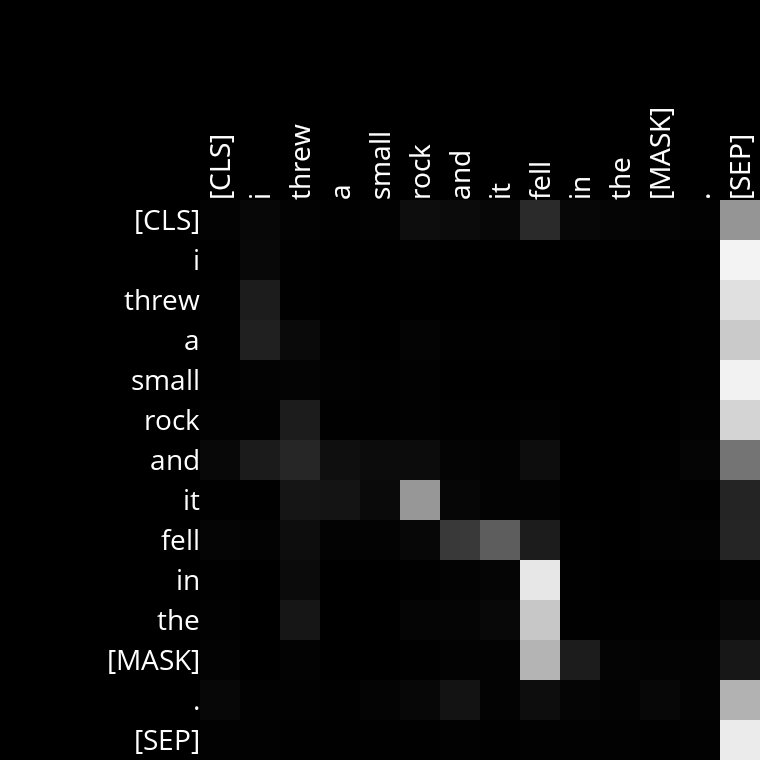 [CLS] i threw a small rock and it fell in the [MASK] . [SEP]
[CLS]
i
threw
a
small
rock
and
it
fell
in
the
[MASK]
.
[SEP]